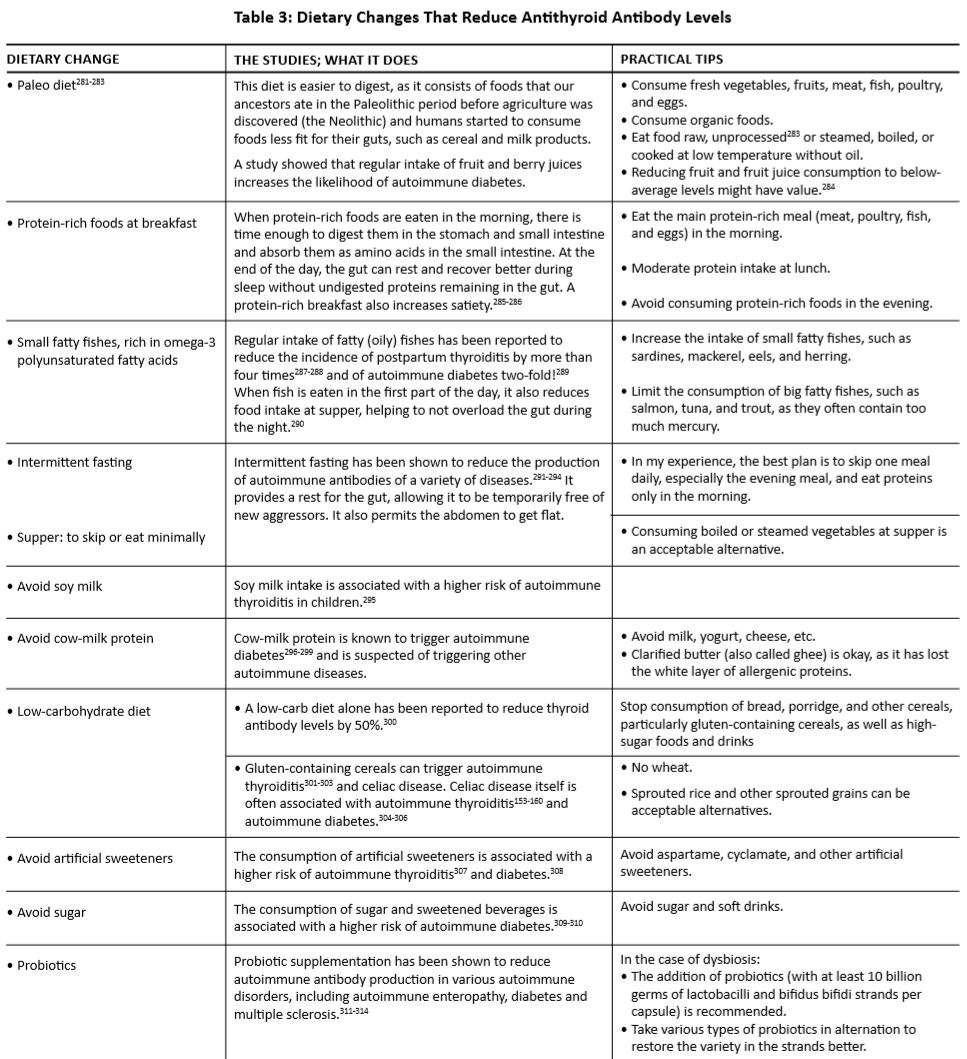 Table 3: Dietary Changes That Reduce Antithyroid Antibody Levels
DIETARY CHANGE
THE STUDIES; WHAT IT DOES
PRACTICAL TIPS
• Paleo diet281-283
This diet is easier to digest, as it consists of foods that our
ancestors ate in the Paleolithic period before agriculture was
discovered (the Neolithic) and humans started to consume
foods less fit for their guts, such as cereal and milk products.
A study showed that regular intake of fruit and berry juices
increases the likelihood of autoimmune diabetes.
• Consume fresh vegetables, fruits, meat, fish, poultry,
and eggs.
• Consume organic foods.
• Eat food raw, unprocessed283 or steamed, boiled, or
cooked at low temperature without oil.
• Reducing fruit and fruit juice consumption to below-
average levels might have value.284
• Protein-rich foods at breakfast
When protein-rich foods are eaten in the morning, there is
time enough to digest them in the stomach and small intestine
and absorb them as amino acids in the small intestine. At the
end of the day, the gut can rest and recover better during
sleep without undigested proteins remaining in the gut. A
protein-rich breakfast also increases satiety.285-286
• Eat the main protein-rich meal (meat, poultry, fish,
and eggs) in the morning.
• Moderate protein intake at lunch.
• Avoid consuming protein-rich foods in the evening.
• Small fatty fishes, rich in omega-3
polyunsaturated fatty acids
Regular intake of fatty (oily) fishes has been reported to
reduce the incidence of postpartum thyroiditis by more than
four times287-288 and of autoimmune diabetes two-fold!289
When fish is eaten in the first part of the day, it also reduces
food intake at supper, helping to not overload the gut during
the night.290
• Increase the intake of small fatty fishes, such as
sardines, mackerel, eels, and herring.
• Limit the consumption of big fatty fishes, such as
salmon, tuna, and trout, as they often contain too
much mercury.
• Intermittent fasting
Intermittent fasting has been shown to reduce the production
of autoimmune antibodies of a variety of diseases.291-294 It
provides a rest for the gut, allowing it to be temporarily free of
new aggressors. It also permits the abdomen to get flat.
• In my experience, the best plan is to skip one meal
daily, especially the evening meal, and eat proteins
only in the morning.
• Supper: to skip or eat minimally
• Consuming boiled or steamed vegetables at supper is
an acceptable alternative.
• Avoid soy milk
Soy milk intake is associated with a higher risk of autoimmune
thyroiditis in children.295
• Avoid cow-milk protein
Cow-milk protein is known to trigger autoimmune
diabetes296-299 and is suspected of triggering other
autoimmune diseases.
• Avoid milk, yogurt, cheese, etc.
• Clarified butter (also called ghee) is okay, as it has lost
the white layer of allergenic proteins.
• Low-carbohydrate diet
• A low-carb diet alone has been reported to reduce thyroid
antibody levels by 50%.300
Stop consumption of bread, porridge, and other cereals,
particularly gluten-containing cereals, as well as high-
sugar foods and drinks
• Gluten-containing cereals can trigger autoimmune
thyroiditis301-303 and celiac disease. Celiac disease itself is
often associated with autoimmune thyroiditis153-160 and
autoimmune diabetes.304-306
• No wheat.
• Sprouted rice and other sprouted grains can be
acceptable alternatives.
• Avoid artificial sweeteners
The consumption of artificial sweeteners is associated with a
higher risk of autoimmune thyroiditis307 and diabetes.308
Avoid aspartame, cyclamate, and other artificial
sweeteners.
• Avoid sugar
The consumption of sugar and sweetened beverages is
associated with a higher risk of autoimmune diabetes.309-310
Avoid sugar and soft drinks.
• Probiotics
Probiotic supplementation has been shown to reduce
autoimmune antibody production in various autoimmune
disorders, including autoimmune enteropathy, diabetes and
multiple sclerosis.311-314
In the case of dysbiosis:
• The addition of probiotics (with at least 10 billion
germs of lactobacilli and bifidus bifidi strands per
capsule) is recommended.
• Take various types of probiotics in alternation to
restore the variety in the strands better.